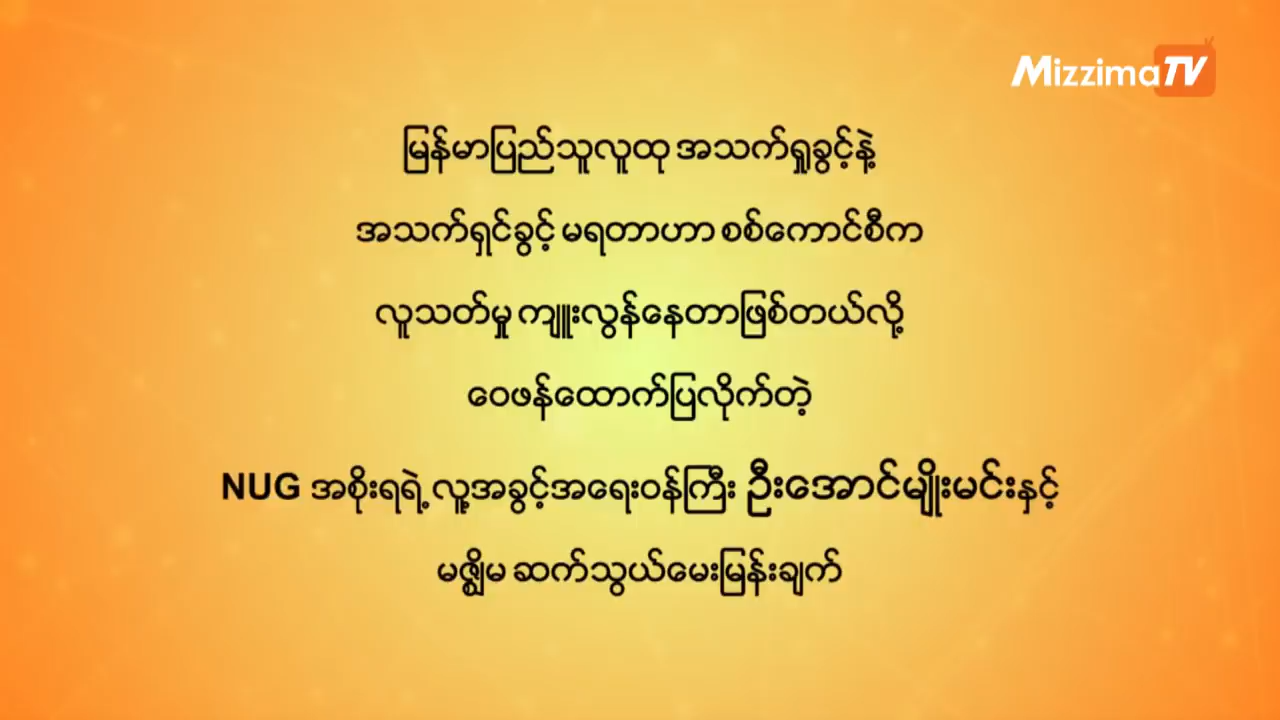 MizzimaTV
မြန်မာပြည်သူလူထု အသက်ရှူခွင့်နဲ့
အသက်ရှင်ခွင့် မရတာဟာ စစ်ကောင်စီက
လူသတ်မှု ကျူးလွန်နေတာဖြစ်တယ်လို့
ဝေဖန်ထောက်ပြလိုက်တဲ့
NUG အစိုးရရဲ့ လူ့အခွင့်အရေးဝန်ကြီး ဦးအောင်မျိုးမင်းနှင့်
မဇ္ဈိမ ဆက်သွယ်မေးမြန်းချက်